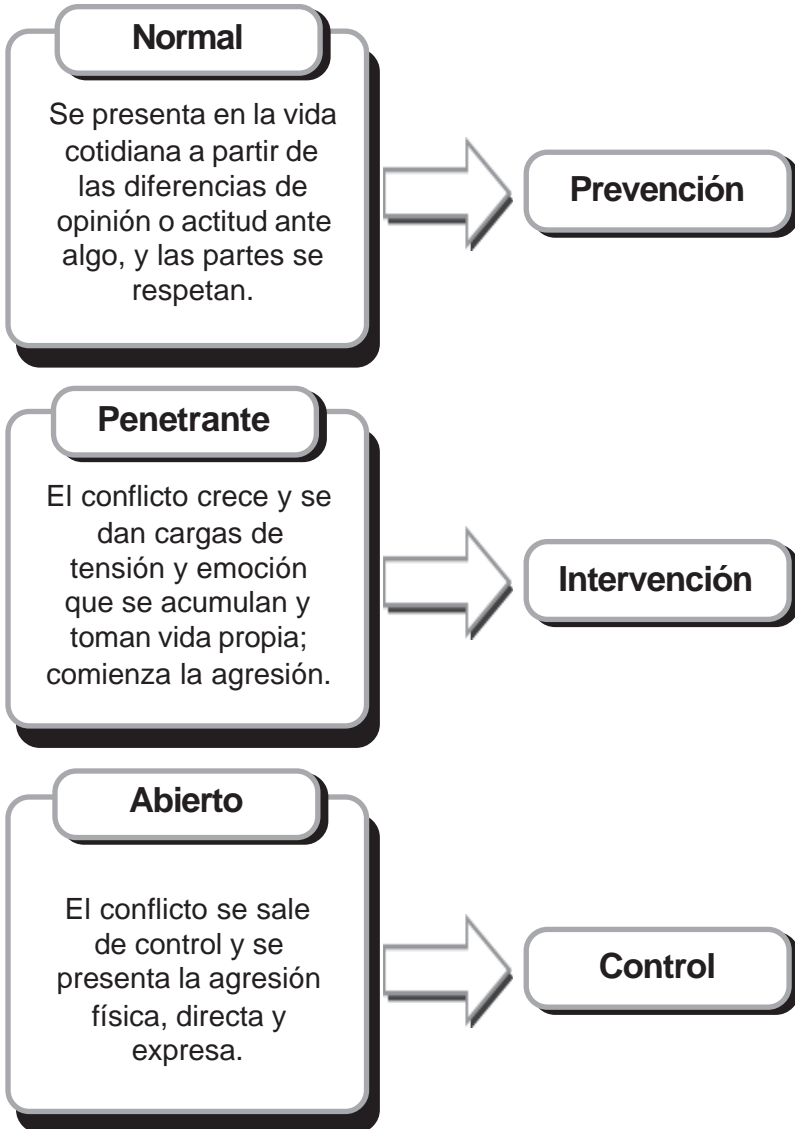 Normal
Se presenta en la vida
cotidiana a partir de
las diferencias de
opinión o actitud ante
algo, y las partes se
respetan.
Prevención
Penetrante
El conflicto crece y se
dan cargas de
tensión y emoción
que se acumulan y
toman vida propia;
comienza la agresión.
Intervención
Abierto
El conflicto se sale
de control y se
presenta la agresión
física, directa y
expresa.
Control